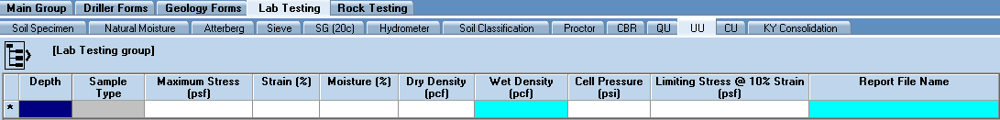 Main Group Driller Forms Geology Forms Lab Testing Rock Testing
Soil Specimen Natural Moisture Atterberg Sieve SG (20c) Hydrometer Soil Classification Proctor CBR QU UU CU KY Consolidation
[Lab Testing group]
Depth Sample Type Maximum Stress (psf) Strain (%) Moisture (%) Dry Density (pcf) Wet Density (pcf) Cell Pressure (psi) Limiting Stress @ 10% Strain (psf) Report File Name
*